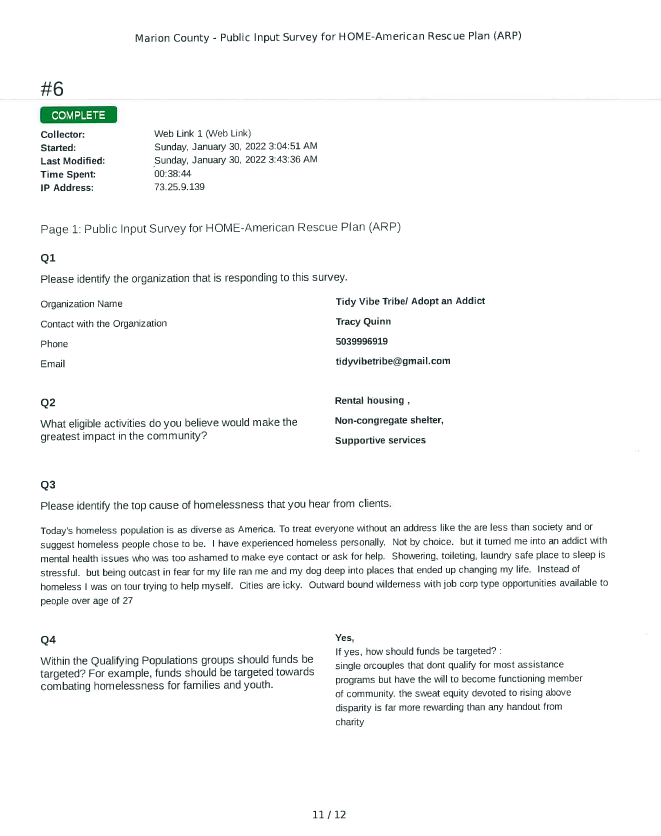 Marion County - Public Input Survey for HOME-American Rescue Plan (ARP)
#6
COMPLETE
Collector: Web Link 1 (Web Link)
Started: Sunday, January 30, 2022 3:04:51 AM
Last Modified: Sunday, January 30, 2022 3:43:36 AM
Time Spent: 00:38:44
IP Address: 73.25.9.139
Page 1: Public Input Survey for HOME-American Rescue Plan (ARP)
Q1
Please identify the organization that is responding to this survey.
Organization Name Tidy Vibe Tribe/ Adopt an Addict
Contact with the Organization Tracy Quinn
Phone 5039996919
Email tidyvibetribe@gmail.com
Q2
What eligible activities do you believe would make the
greatest impact in the community?
Rental housing ,
Non-congregate shelter,
Supportive services
Q3
Please identify the top cause of homelessness that you hear from clients.
Today's homeless population is as diverse as America. To treat everyone without an address like the are less than society and or
suggest homeless people chose to be. I have experienced homeless personally. Not by choice. but it turned me into an addict with
mental health issues who was too ashamed to make eye contact or ask for help. Showering, toileting, laundry safe place to sleep is
stressful. but being outcast in fear for my life ran me and my dog deep into places that ended up changing my life. Instead of
homeless I was on tour trying to help myself. Cities are icky. Outward bound wilderness with job corp type opportunities available to
people over age of 27
Q4
Within the Qualifying Populations groups should funds be
targeted? For example, funds should be targeted towards
combating homelessness for families and youth.
Yes,
If yes, how should funds be targeted? :
single orcouples that dont qualify for most assistance
programs but have the will to become functioning member
of community. the sweat equity devoted to rising above
disparity is far more rewarding than any handout from
charity
11 / 12